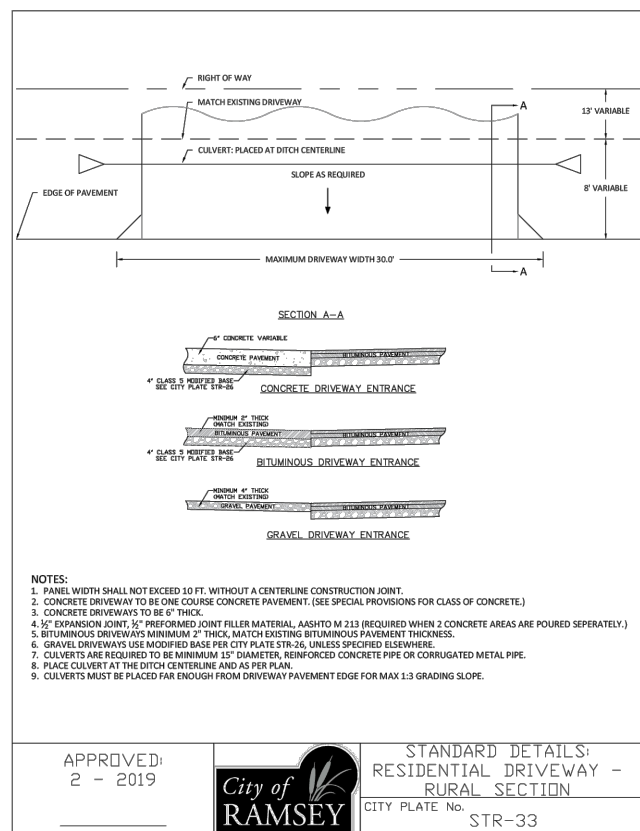 RIGHT OF WAY
A
MATCH EXISTING DRIVEWAY
13' VARIABLE
CULVERT: PLACED AT DITCH CENTERLINE
SLOPE AS REQUIRED
EDGE OF PAVEMENT
8' VARIABLE
MAXIMUM DRIVEWAY WIDTH 30.0'
A
SECTION A-A
6" CONCRETE VARIABLE
CONCRETE PAVEMENT
BITUMINOUS PAVEMENT
4" CLASS 5 MODIFIED BASE
SEE CITY PLATE STR-26
CONCRETE DRIVEWAY ENTRANCE
MINIMUM 2" THICK
(MATCH EXISTING)
BITUMINOUS PAVEMENT
BITUMINOUS PAVEMENT
4" CLASS 5 MODIFIED BASE
SEE CITY PLATE STR-26
BITUMINOUS DRIVEWAY ENTRANCE
MINIMUM 4" THICK
(MATCH EXISTING)
GRAVEL PAVEMENT
BITUMINOUS PAVEMENT
GRAVEL DRIVEWAY ENTRANCE
NOTES:
1. PANEL WIDTH SHALL NOT EXCEED 10 FT. WITHOUT A CENTERLINE CONSTRUCTION JOINT.
2. CONCRETE DRIVEWAY TO BE ONE COURSE CONCRETE PAVEMENT. (SEE SPECIAL PROVISIONS FOR CLASS OF CONCRETE.)
3. CONCRETE DRIVEWAYS TO BE 6" THICK.
4. ½" EXPANSION JOINT, ½" PREFORMED JOINT FILLER MATERIAL, AASHTO M 213 (REQUIRED WHEN 2 CONCRETE AREAS ARE POURED SEPERATELY.)
5. BITUMINOUS DRIVEWAYS MINIMUM 2" THICK, MATCH EXISTING BITUMINOUS PAVEMENT THICKNESS.
6. GRAVEL DRIVEWAYS USE MODIFIED BASE PER CITY PLATE STR-26, UNLESS SPECIFIED ELSEWHERE.
7. CULVERTS ARE REQUIRED TO BE MINIMUM 15" DIAMETER, REINFORCED CONCRETE PIPE OR CORRUGATED METAL PIPE.
8. PLACE CULVERT AT THE DITCH CENTERLINE AND AS PER PLAN.
9. CULVERTS MUST BE PLACED FAR ENOUGH FROM DRIVEWAY PAVEMENT EDGE FOR MAX 1:3 GRADING SLOPE.
APPROVED:
2 - 2019
City of
RAMSEY
STANDARD DETAILS:
RESIDENTIAL DRIVEWAY -
RURAL SECTION
CITY PLATE No.
STR-33